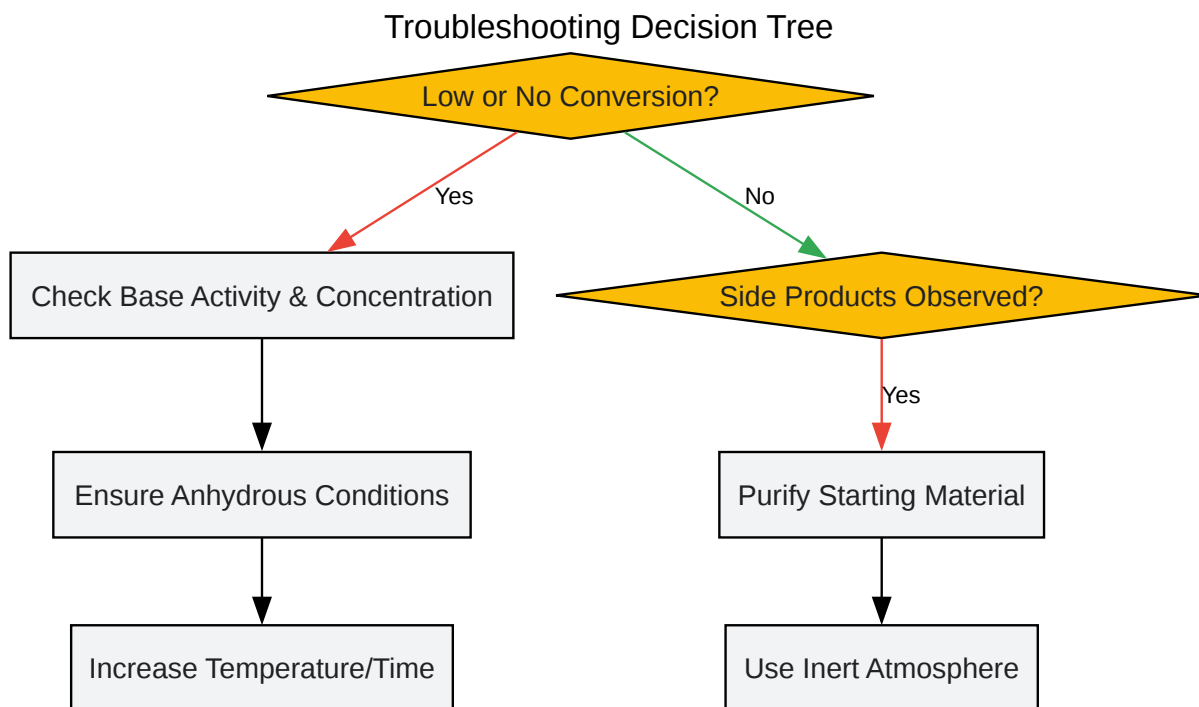 Troubleshooting Decision Tree
Low or No Conversion?
Yes
No
Check Base Activity & Concentration
Side Products Observed?
Yes
Ensure Anhydrous Conditions
Purify Starting Material
Increase Temperature/Time
Use Inert Atmosphere